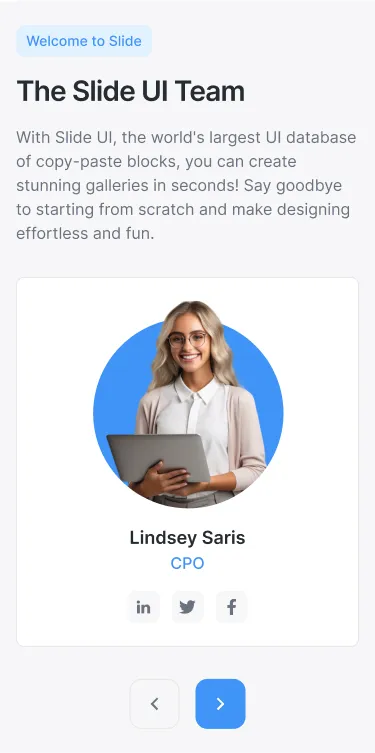 Welcome to Slide
The Slide UI Team
With Slide UI, the world's largest UI database
of copy-paste blocks, you can create
stunning galleries in seconds! Say goodbye
to starting from scratch and make designing
effortless and fun.
Lindsey Saris
CPO